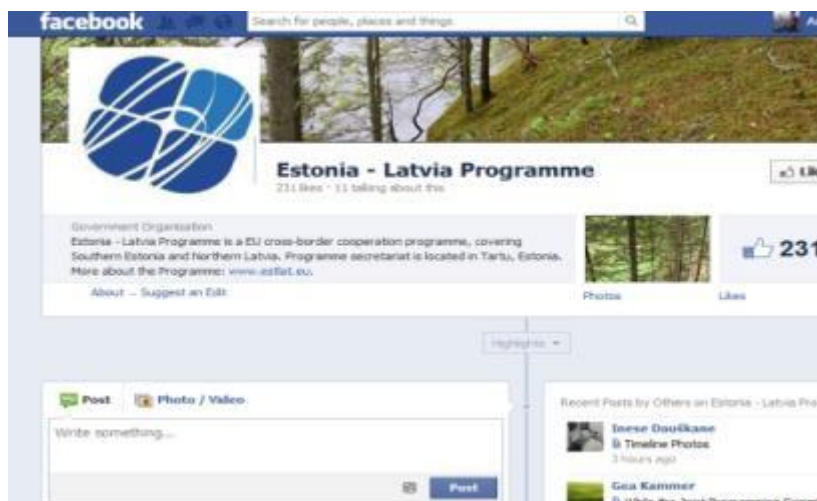 facebook
Search for people, places and things
Estonia - Latvia Programme
231 likes · 11 talking about this
Government Organisation
Estonia - Latvia Programme is a EU cross-border cooperation programme, covering
Southern Estonia and Northern Latvia. Programme secretariat is located in Tartu, Estonia.
More about the Programme: www.estlat.eu.
About – Suggest an Edit
231
Photos
Likes
Highlights
Post
Photo / Video
Write something...
Post
Recent Posts by Others on Estonia - Latvia Pro
Timeline Photos
3 hours ago
Gea Kammer